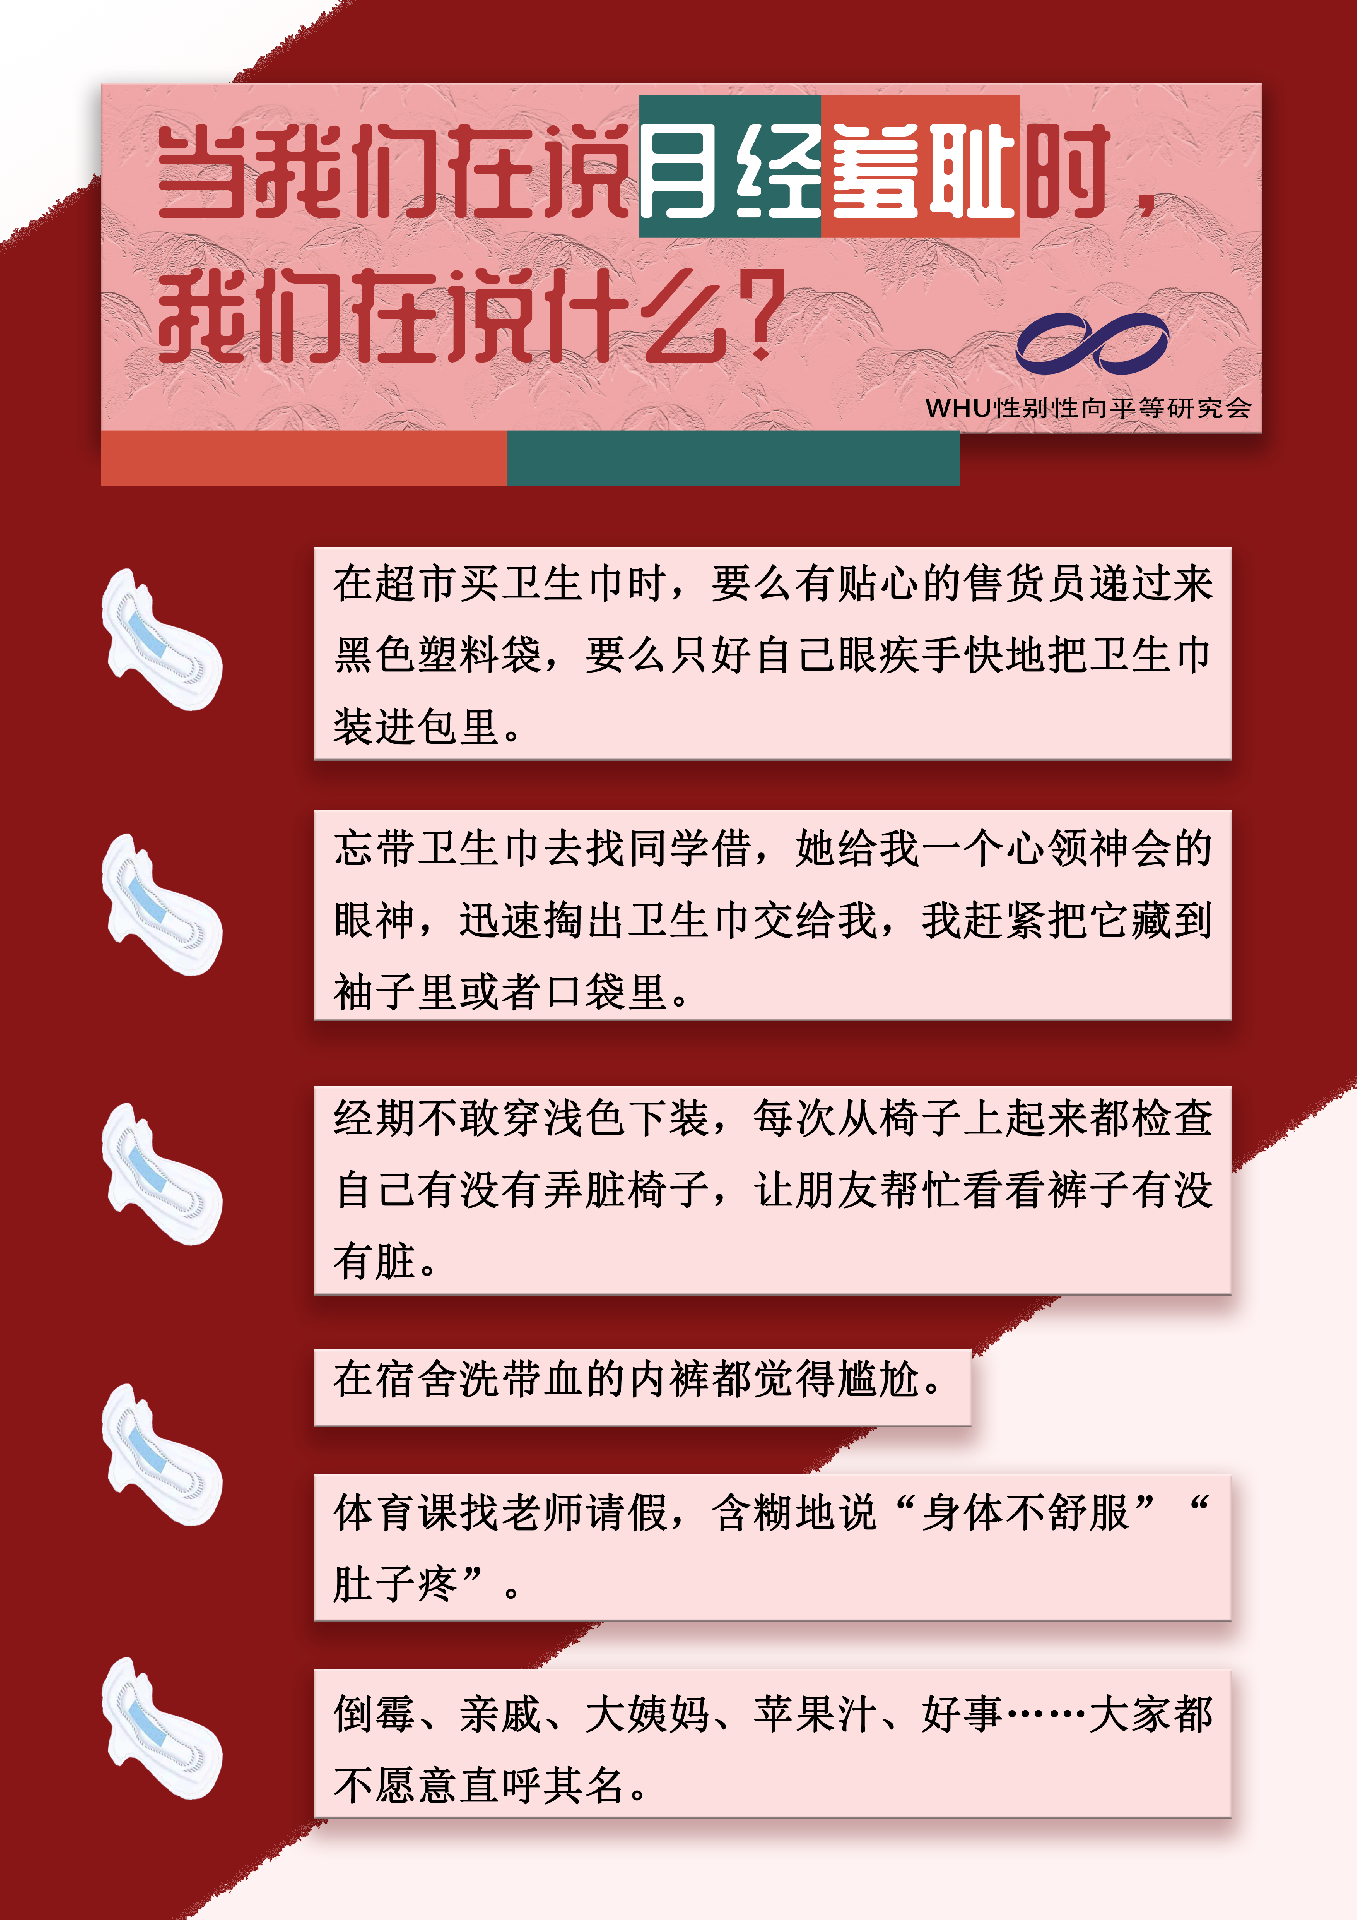 当我们在说月经羞耻时，
我们在说什么？
WHU性别性向平等研究会
在超市买卫生巾时，要么有贴心的售货员递过来
黑色塑料袋，要么只好自己眼疾手快地把卫生巾
装进包里。
忘带卫生巾去找同学借，她给我一个心领神会的
眼神，迅速掏出卫生巾交给我，我赶紧把它藏到
袖子里或者口袋里。
经期不敢穿浅色下装，每次从椅子上起来都检查
自己有没有弄脏椅子，让朋友帮忙看看裤子有没
有脏。
在宿舍洗带血的内裤都觉得尴尬。
体育课找老师请假，含糊地说“身体不舒服”“
肚子疼”。
倒霉、亲戚、大姨妈、苹果汁、好事……大家都
不愿意直呼其名。